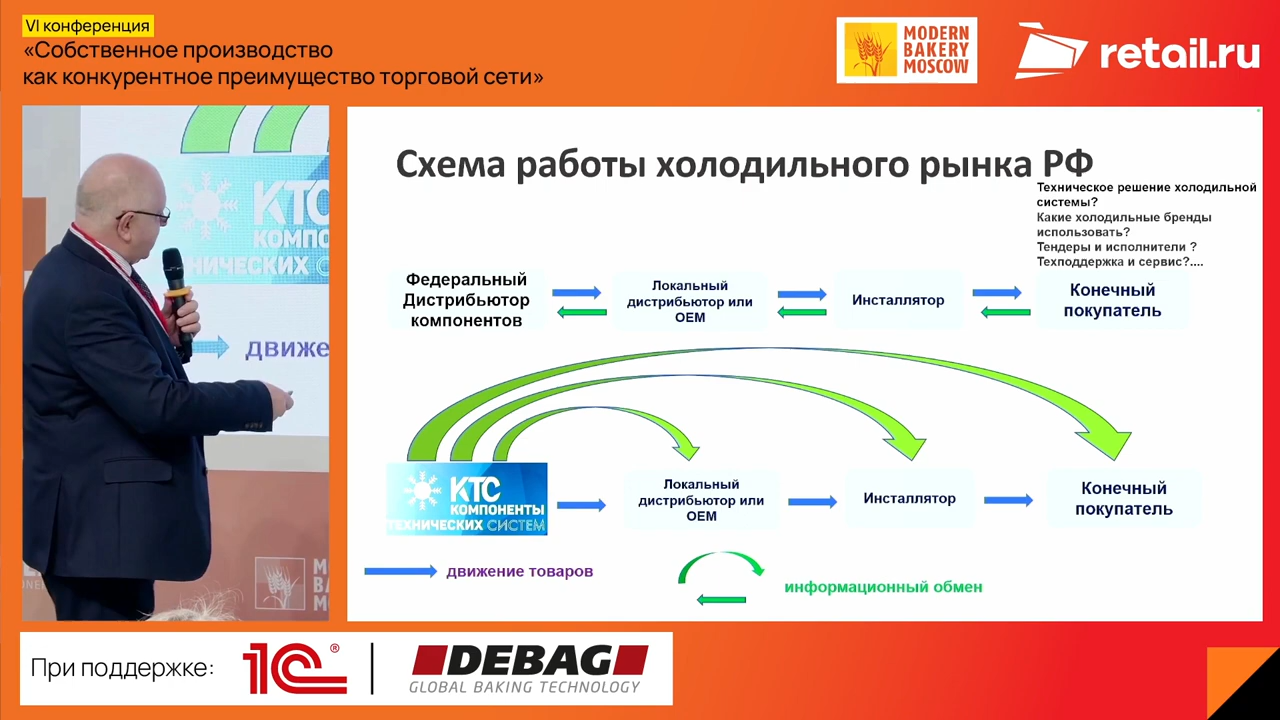 VI конференция
«Собственное производство
как конкурентное преимущество торговой сети»
MODERN
BAKERY
MOSCOW
retail.ru
КТС
КОМПОНЕ
НИЧЕСКИХ С
движе
Схема работы холодильного рынка РФ
Техническое решение холодильной
системы?
Какие холодильные бренды
использовать?
Тендеры и исполнители ?
Техподдержка и сервис?....
Федеральный
Дистрибьютор
компонентов
Локальный
дистрибьютор или
ОЕМ
Инсталлятор
Конечный
покупатель
КТС
КОМПОНЕНТЫ
ТЕХНИЧЕСКИХ СИСТЕМ
Локальный
дистрибьютор или
ОЕМ
Инсталлятор
Конечный
покупатель
движение товаров
информационный обмен
При поддержке:
1С®
DEBAG
GLOBAL BAKING TECHNOLOGY